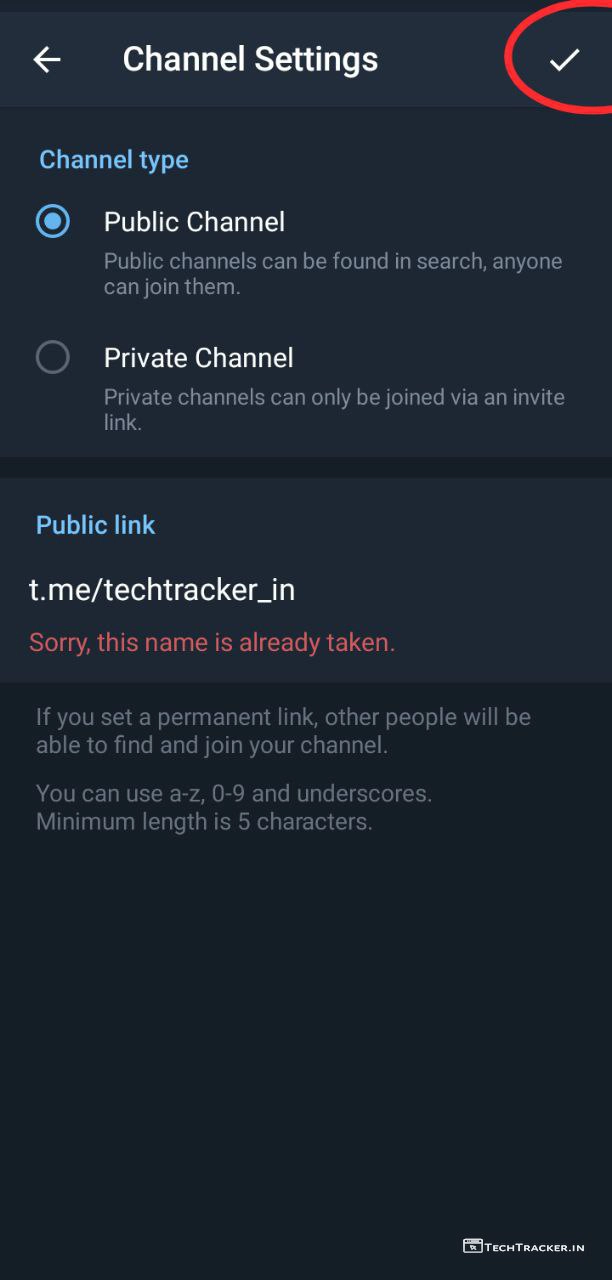 Channel Settings
Channel type
Public Channel
Public channels can be found in search, anyone
can join them.
Private Channel
Private channels can only be joined via an invite
link.
Public link
t.me/techtracker_in
Sorry, this name is already taken.
If you set a permanent link, other people will be
able to find and join your channel.
You can use a-z, 0-9 and underscores.
Minimum length is 5 characters.
TECHTRACKER.IN